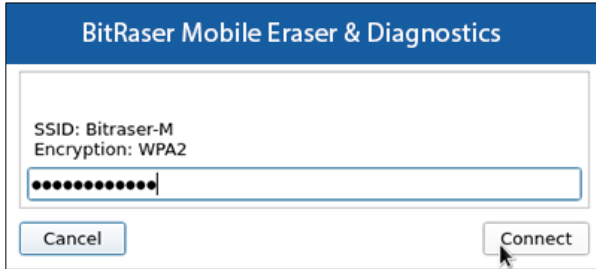 BitRaser Mobile Eraser & Diagnostics
SSID: Bitraser-M
Encryption: WPA2
●●●●●●●●●●●●
Cancel
Connect